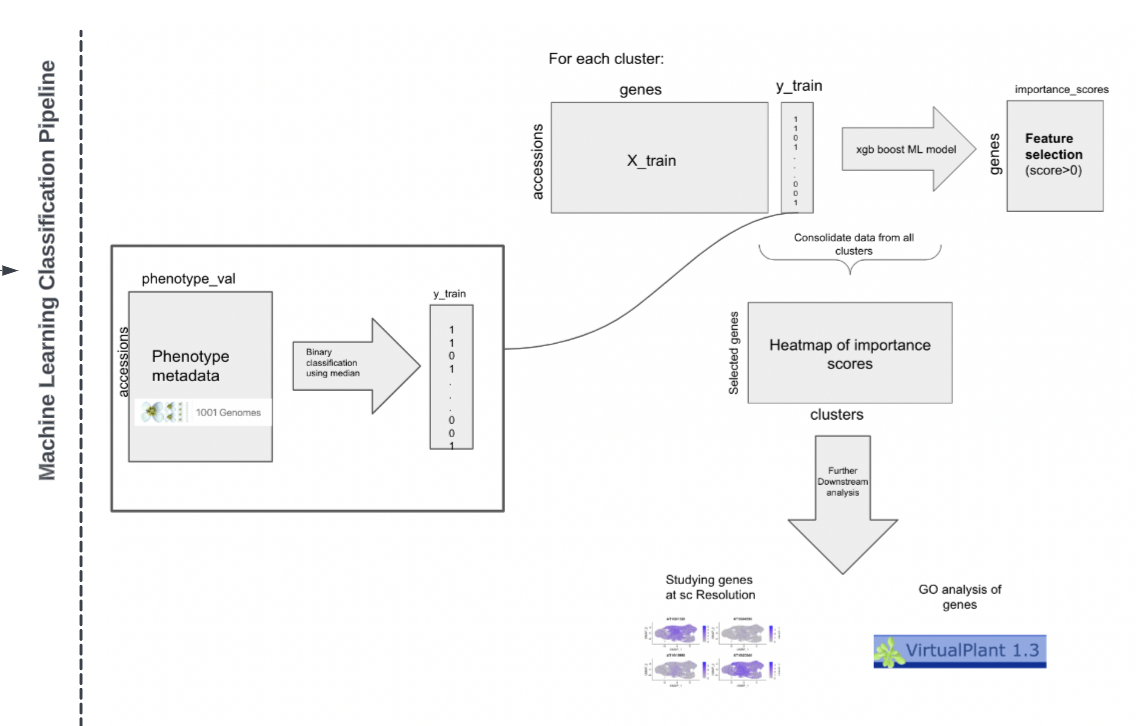 Machine Learning Classification Pipeline
For each cluster:
genes
y_train
accessions
X_train
1
1
0
1
.
.
.
0
0
1
xgb boost ML model
importance_scores
genes
Feature
selection
(score>0)
Consolidate data from all
clusters
phenotype_val
accessions
Phenotype
metadata
1001 Genomes
Binary
classification
using median
y_train
1
1
0
1
.
.
.
0
0
1
Selected genes
Heatmap of importance
scores
clusters
Further
Downstream
analysis
Studying genes
at sc Resolution
GO analysis of
genes
VirtualPlant 1.3